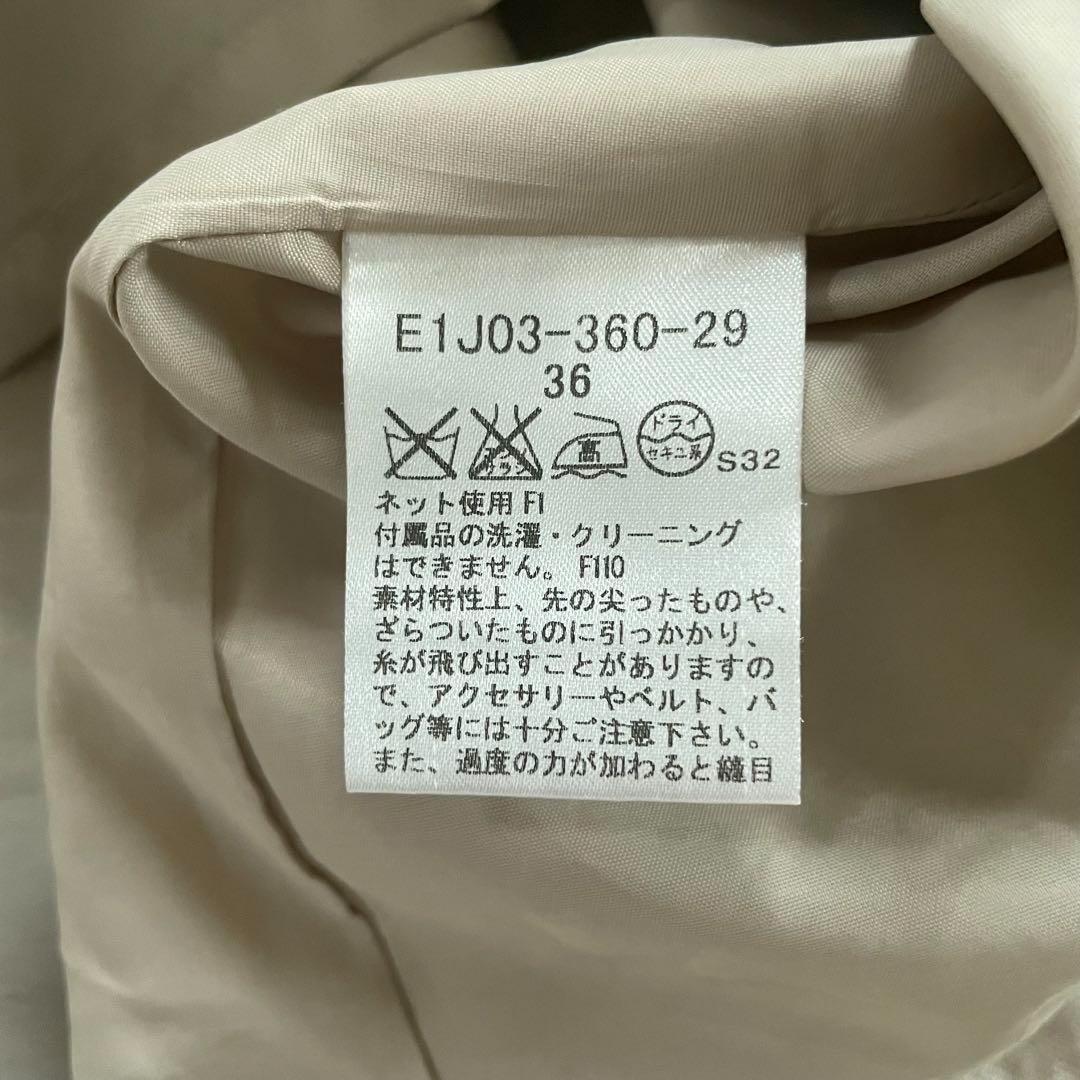 E1J03-360-29
36
高 ドライ セキユ系 S32
ネット使用 F1
付属品の洗濯・クリーニング
はできません。 F110
素材特性上、先の尖ったものや、
ざらついたものに引っかかり、
糸が飛び出すことがありますの
で、アクセサリーやベルト、バ
ッグ等には十分ご注意下さい。
また、過度の力が加わると縫目